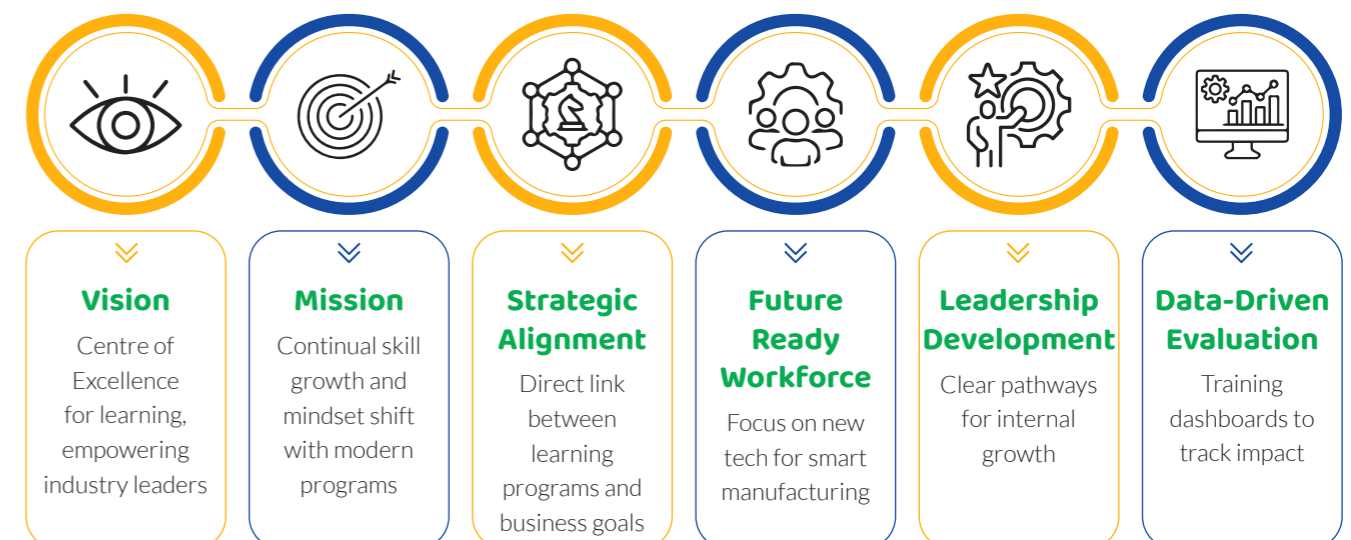 Vision
Centre of
Excellence
for learning,
empowering
industry leaders
Mission
Continual skill
growth and
mindset shift
with modern
programs
Strategic
Alignment
Direct link
between
learning
programs and
business goals
Future
Ready
Workforce
Focus on new
tech for smart
manufacturing
Leadership
Development
Clear pathways
for internal
growth
Data-Driven
Evaluation
Training
dashboards to
track impact